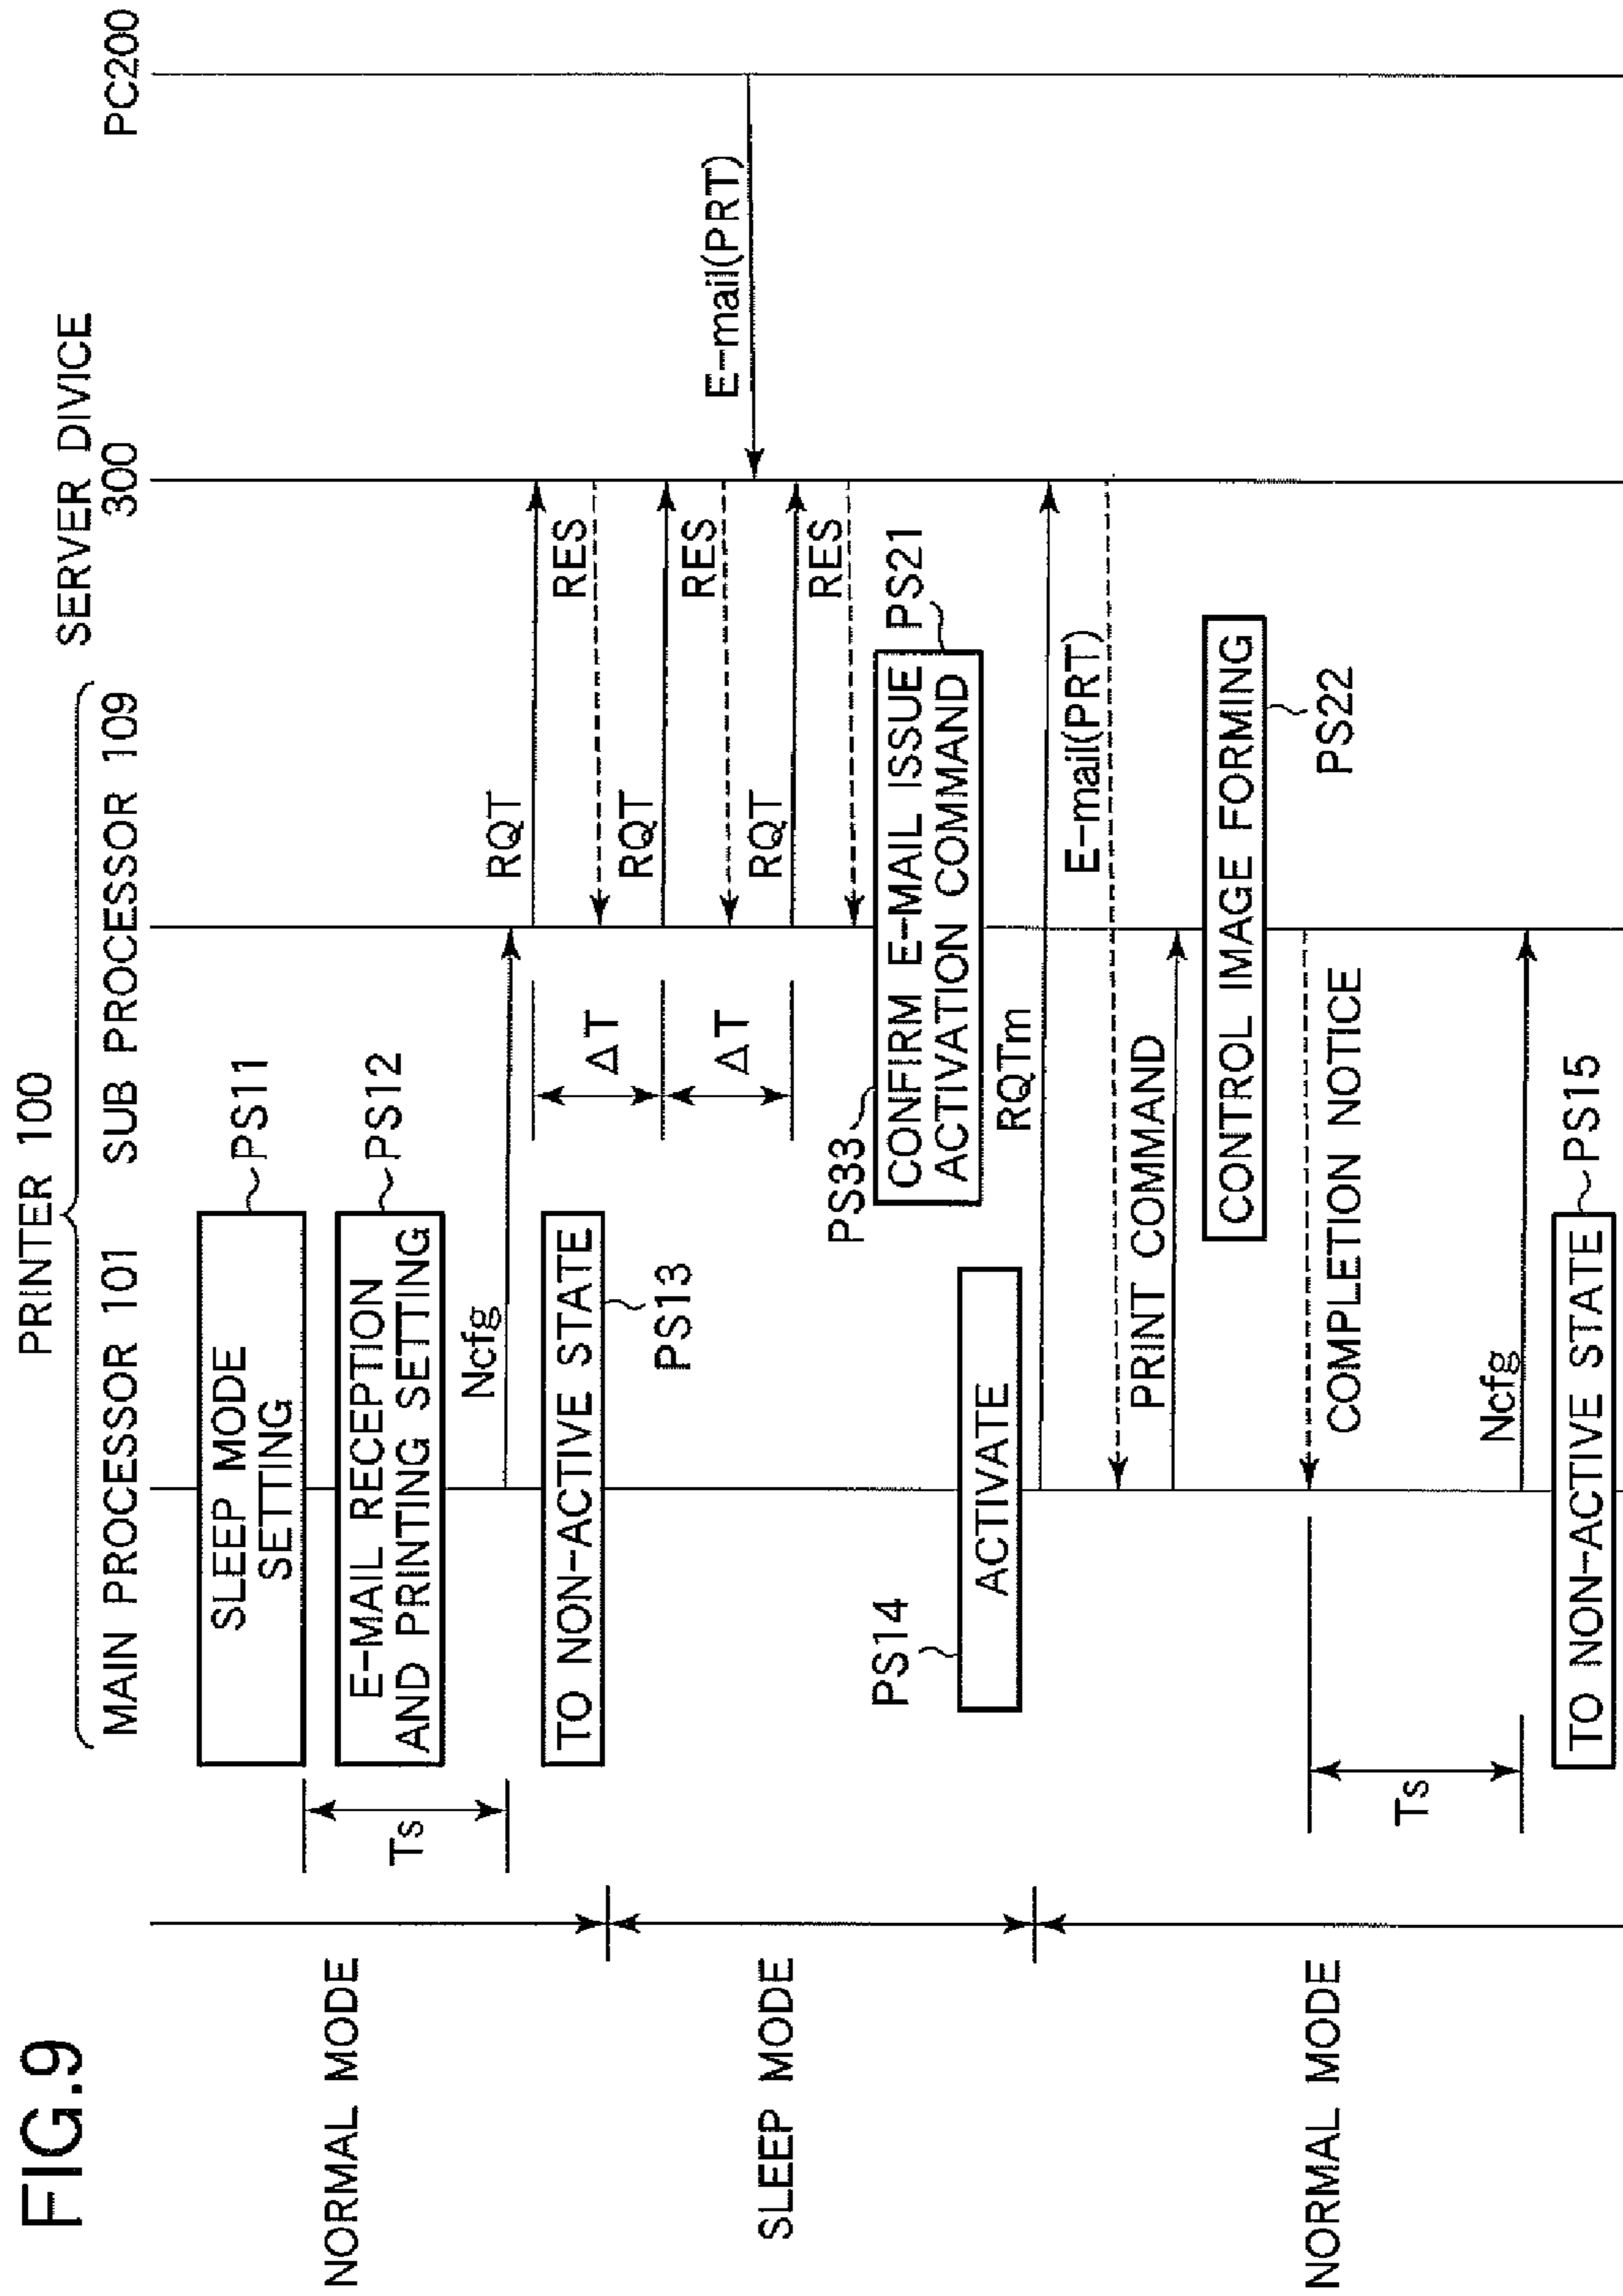 FIG.9
PRINTER 100
MAIN PROCESSOR 101
SUB PROCESSOR 109
SERVER DIVICE
300
PC200
NORMAL MODE
SLEEP MODE
NORMAL MODE
SLEEP MODE
SETTING
PS11
Ts
E-MAIL RECEPTION
AND PRINTING SETTING
PS12
Ncfg
TO NON-ACTIVE STATE
PS13
RQT
RES
ΔT
RQT
RES
ΔT
E-mail(PRT)
RQT
RES
PS33
CONFIRM E-MAIL ISSUE
ACTIVATION COMMAND
PS21
PS14
ACTIVATE
RQTm
E-mail(PRT)
PRINT COMMAND
CONTROL IMAGE FORMING
PS22
COMPLETION NOTICE
Ts
Ncfg
TO NON-ACTIVE STATE
PS15